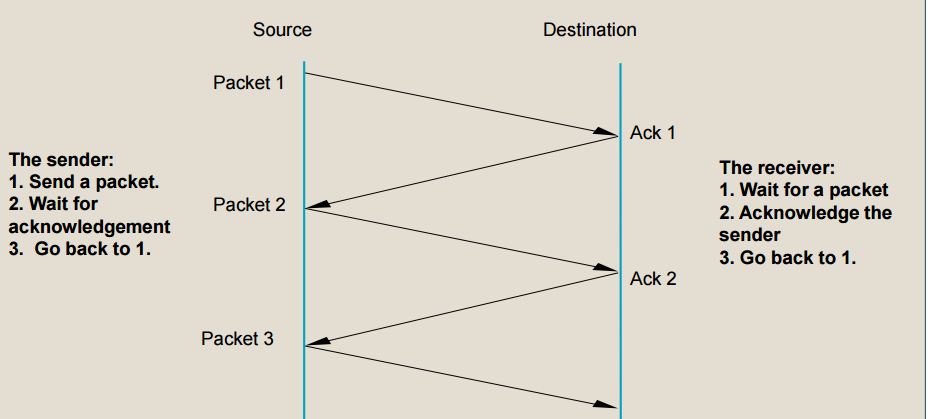 Source
Destination
Packet 1
Ack 1
The sender:
1. Send a packet.
2. Wait for
acknowledgement
3.  Go back to 1.
The receiver:
1. Wait for a packet
2. Acknowledge the
sender
3. Go back to 1.
Packet 2
Ack 2
Packet 3